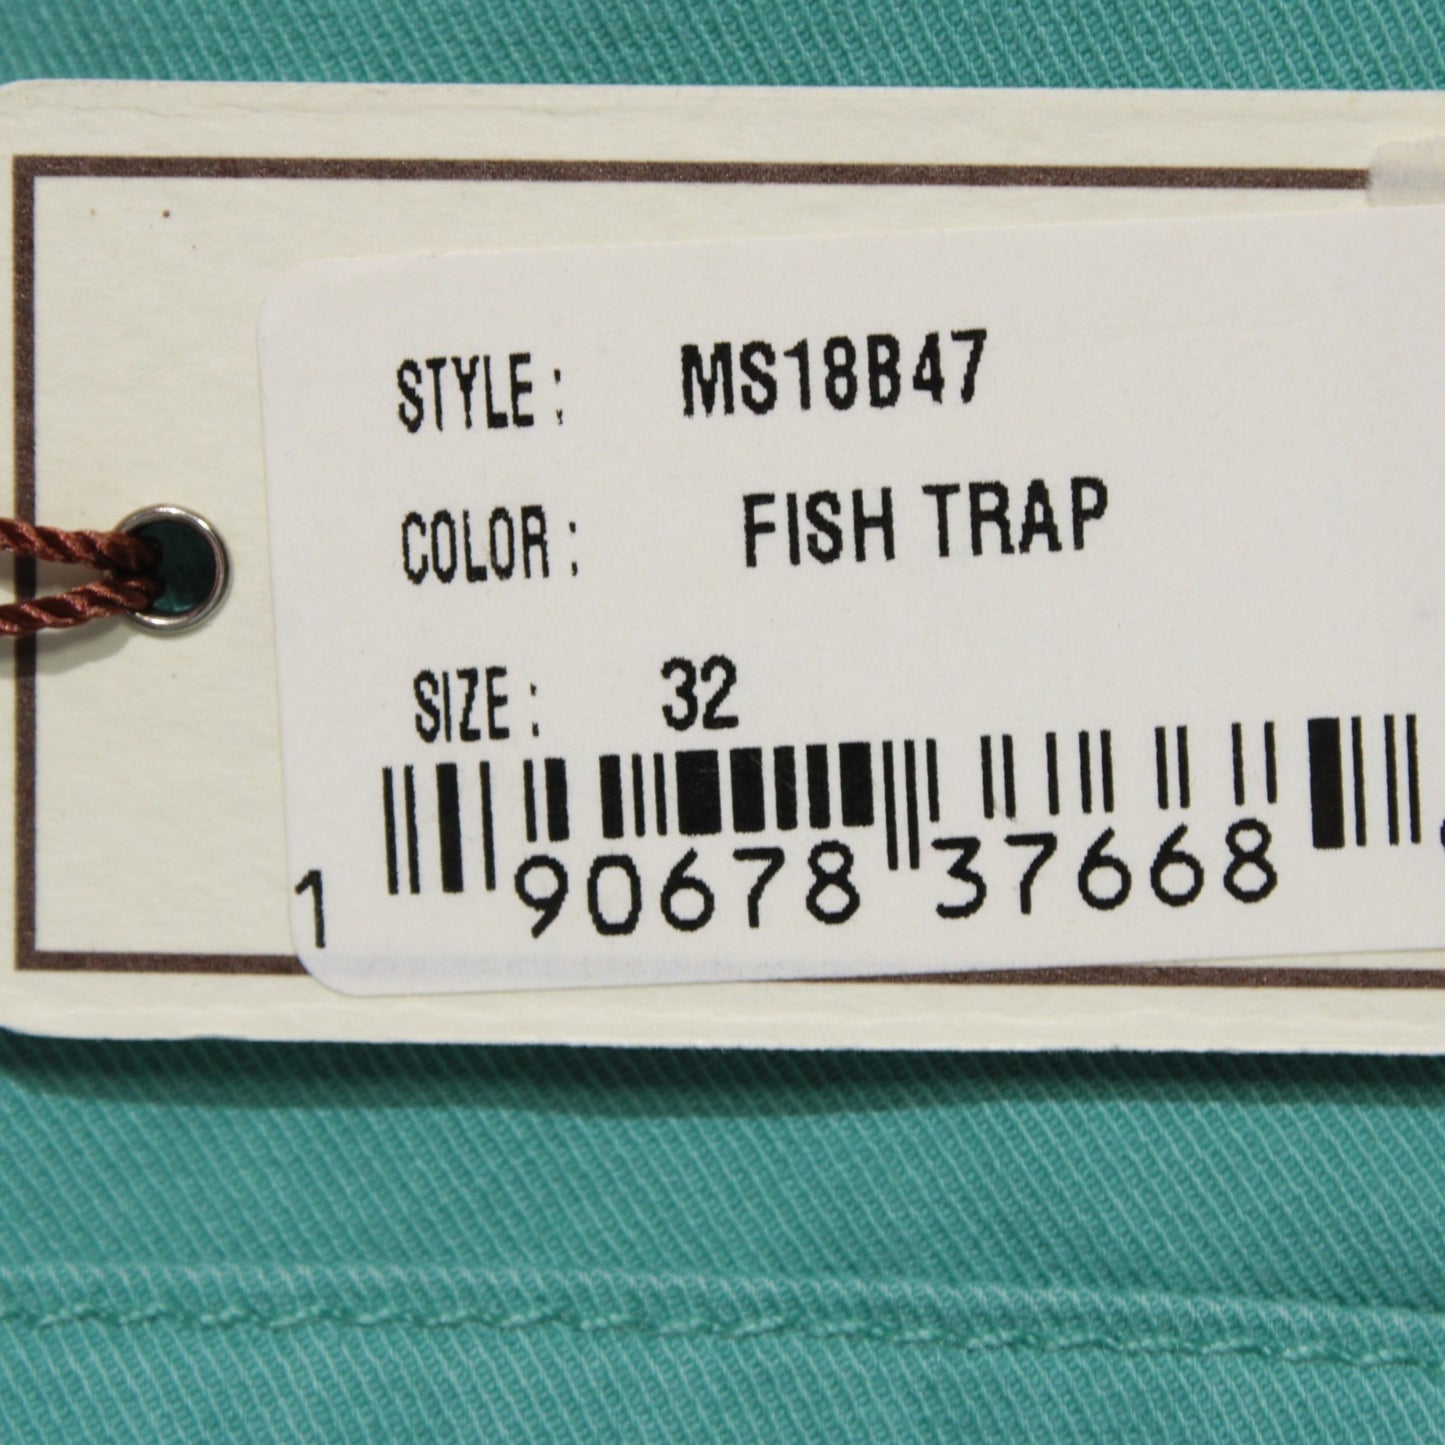 STYLE: MS18B47
COLOR: FISH TRAP
SIZE: 32
1 90678 37668